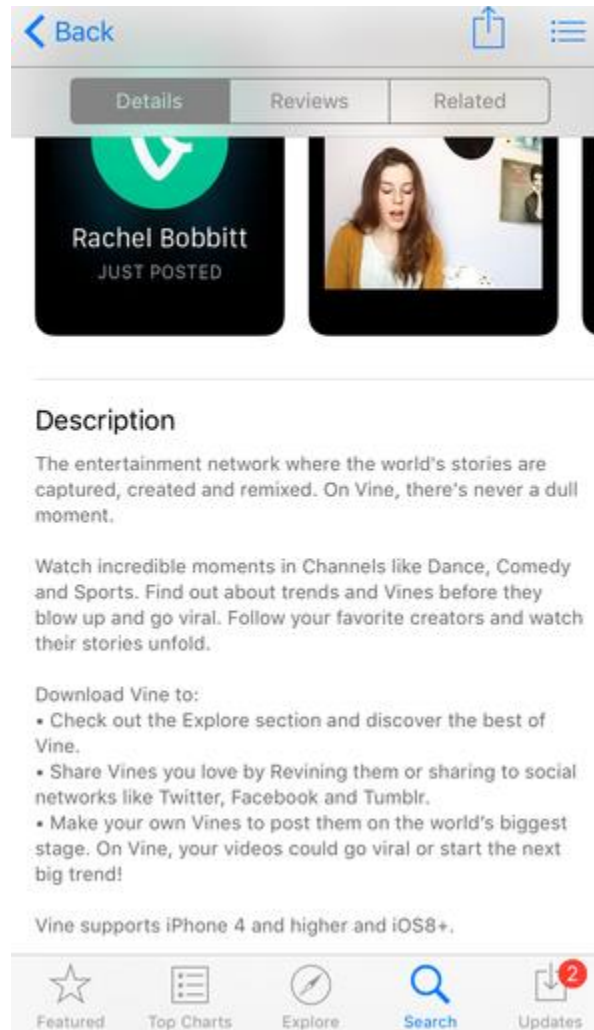 Back
Details
Reviews
Related
Rachel Bobbitt
JUST POSTED
Description
The entertainment network where the world's stories are
captured, created and remixed. On Vine, there's never a dull
moment.
Watch incredible moments in Channels like Dance, Comedy
and Sports. Find out about trends and Vines before they
blow up and go viral. Follow your favorite creators and watch
their stories unfold.
Download Vine to:
• Check out the Explore section and discover the best of
Vine.
• Share Vines you love by Revining them or sharing to social
networks like Twitter, Facebook and Tumblr.
• Make your own Vines to post them on the world's biggest
stage. On Vine, your videos could go viral or start the next
big trend!
Vine supports iPhone 4 and higher and iOS8+.
2
Featured
Top Charts
Explore
Search
Updates